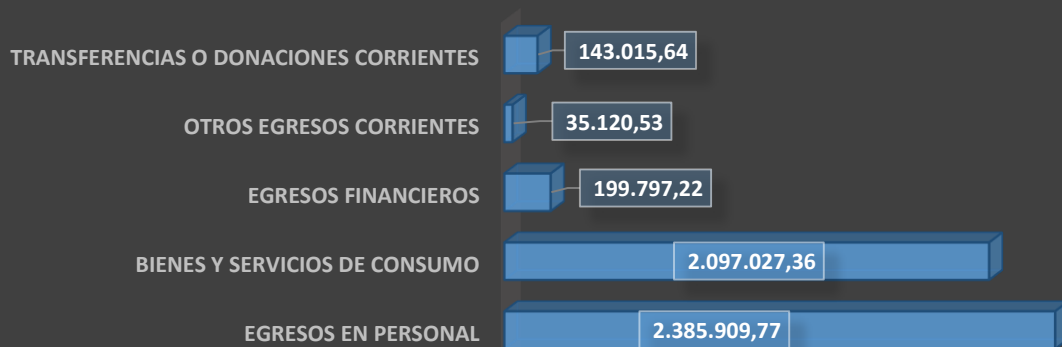 TRANSFERENCIAS O DONACIONES CORRIENTES 143.015,64
OTROS EGRESOS CORRIENTES 35.120,53
EGRESOS FINANCIEROS 199.797,22
BIENES Y SERVICIOS DE CONSUMO 2.097.027,36
EGRESOS EN PERSONAL 2.385.909,77